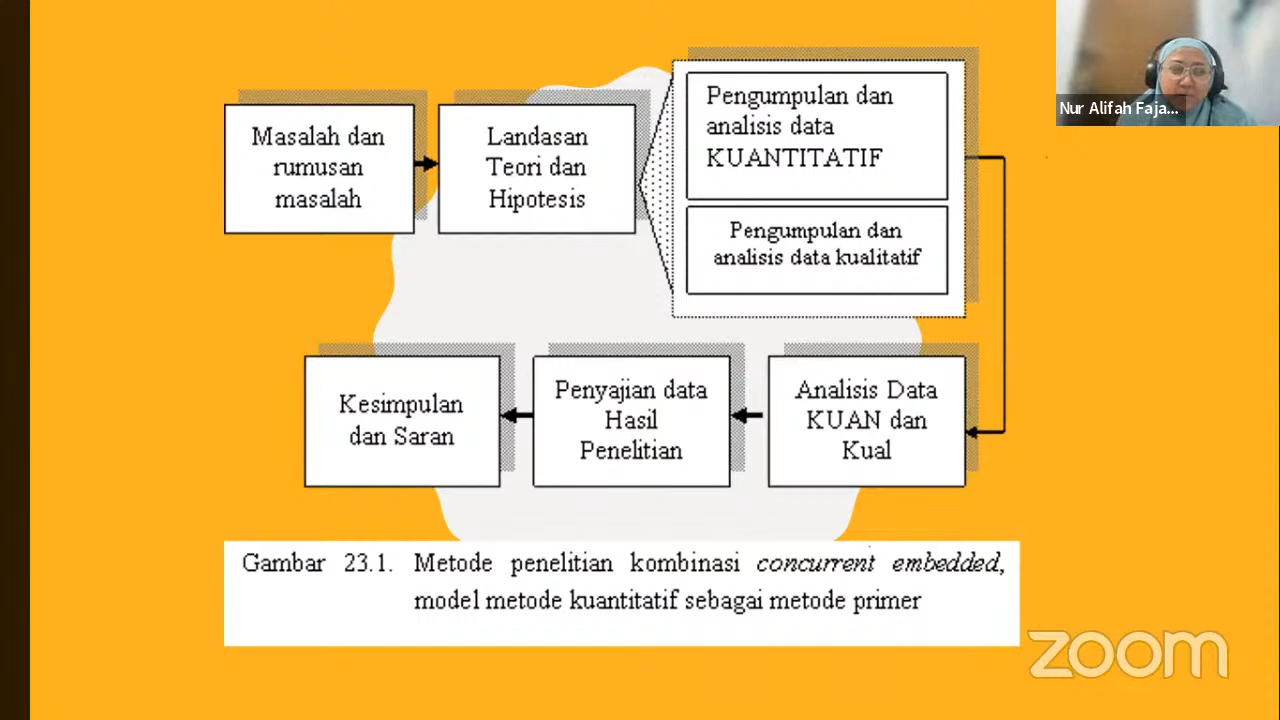 Masalah dan
rumusan
masalah
Landasan
Teori dan
Hipotesis
Pengumpulan dan
analisis data
KUANTITATIF
Pengumpulan dan
analisis data kualitatif
Kesimpulan
dan Saran
Penyajian data
Hasil
Penelitian
Analisis Data
KUAN dan
Kual
Gambar 23.1. Metode penelitian kombinasi concurrent embedded,
model metode kuantitatif sebagai metode primer
Nur Alifah Faja...
zoom